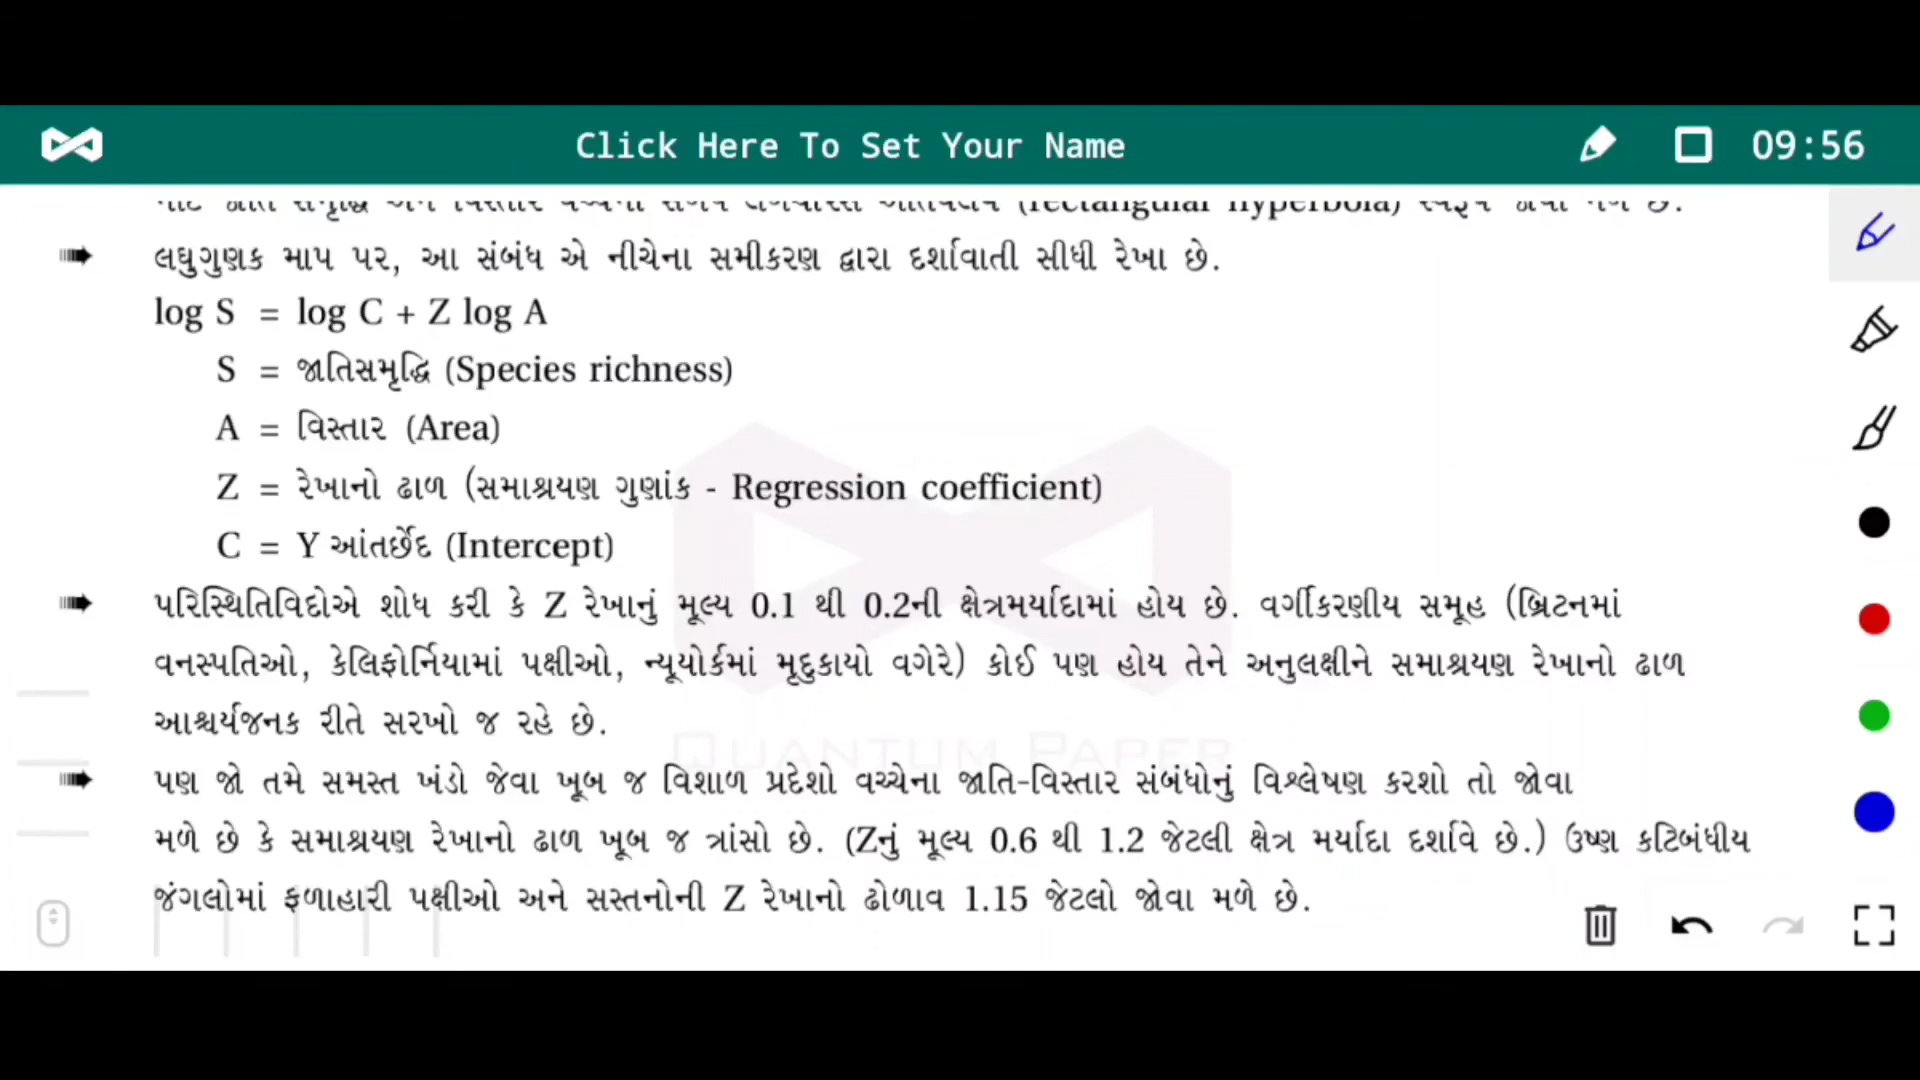 Click Here To Set Your Name
09:56
(rectangular hyperbola)
લઘુગુણક માપ પર, આ સંબંધ એ નીચેના સમીકરણ દ્વારા દર્શાવાતી સીધી રેખા છે.
log S = log C + Z log A
S = જાતિસમૃદ્ધિ (Species richness)
A = વિસ્તાર (Area)
Z = રેખાનો ઢાળ (સમાશ્રયણ ગુણાંક - Regression coefficient)
C = Y આંતર્છેદ (Intercept)
પરિસ્થિતિવિદોએ શોધ કરી કે Z રેખાનું મૂલ્ય 0.1 થી 0.2ની ક્ષેત્રમર્યાદામાં હોય છે. વર્ગીકરણીય સમૂહ (બ્રિટનમાં
વનસ્પતિઓ, કેલિફોર્નિયામાં પક્ષીઓ, ન્યૂયોર્કમાં મૃદુકાયો વગેરે) કોઈ પણ હોય તેને અનુલક્ષીને સમાશ્રયણ રેખાનો ઢાળ
આશ્ચર્યજનક રીતે સરખો જ રહે છે.
QUANTUM PAPER
પણ જો તમે સમસ્ત ખંડો જેવા ખૂબ જ વિશાળ પ્રદેશો વચ્ચેના જાતિ-વિસ્તાર સંબંધોનું વિશ્લેષણ કરશો તો જોવા
મળે છે કે સમાશ્રયણ રેખાનો ઢાળ ખૂબ જ ત્રાંસો છે. (Zનું મૂલ્ય 0.6 થી 1.2 જેટલી ક્ષેત્ર મર્યાદા દર્શાવે છે.) ઉષ્ણ કટિબંધીય
જંગલોમાં ફળાહારી પક્ષીઓ અને સસ્તનોની Z રેખાનો ઢોળાવ 1.15 જેટલો જોવા મળે છે.